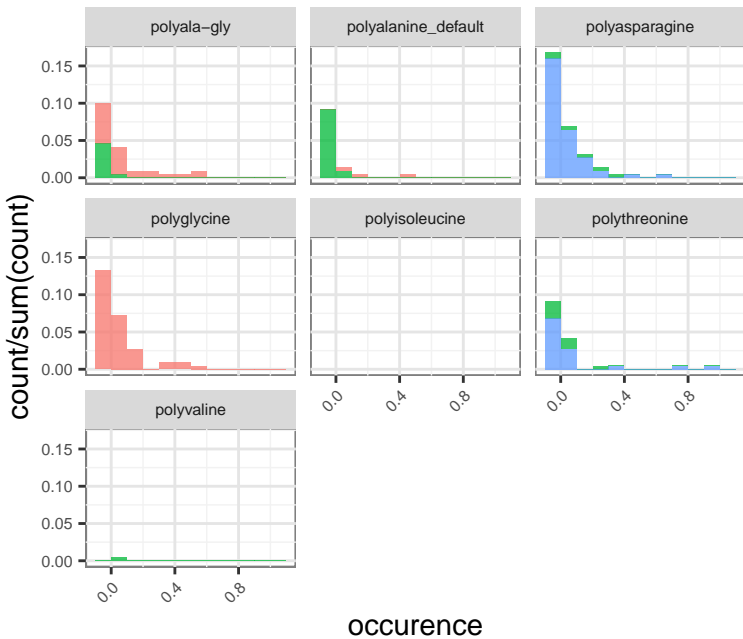 polyala-gly
polyalanine_default
polyasparagine
0.15
0.10
0.05
0.00
polyglycine
polyisoleucine
polythreonine
0.15
0.10
0.05
0.00
0.0
0.4
0.8
0.0
0.4
0.8
polyvaline
0.15
0.10
0.05
0.00
0.0
0.4
0.8
count/sum(count)
occurence